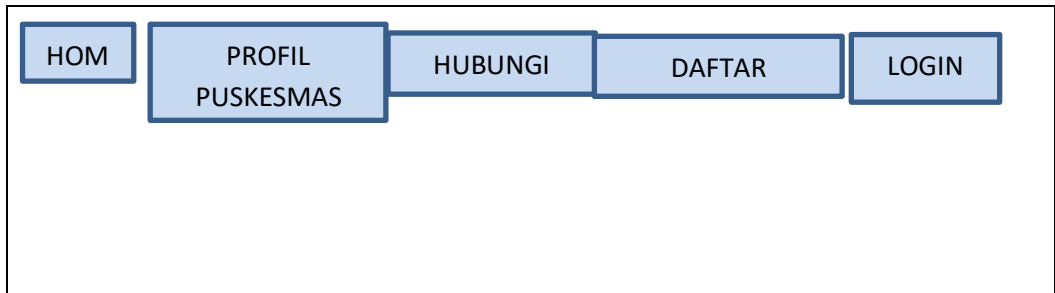 HOM
PROFIL
PUSKESMAS
HUBUNGI
DAFTAR
LOGIN